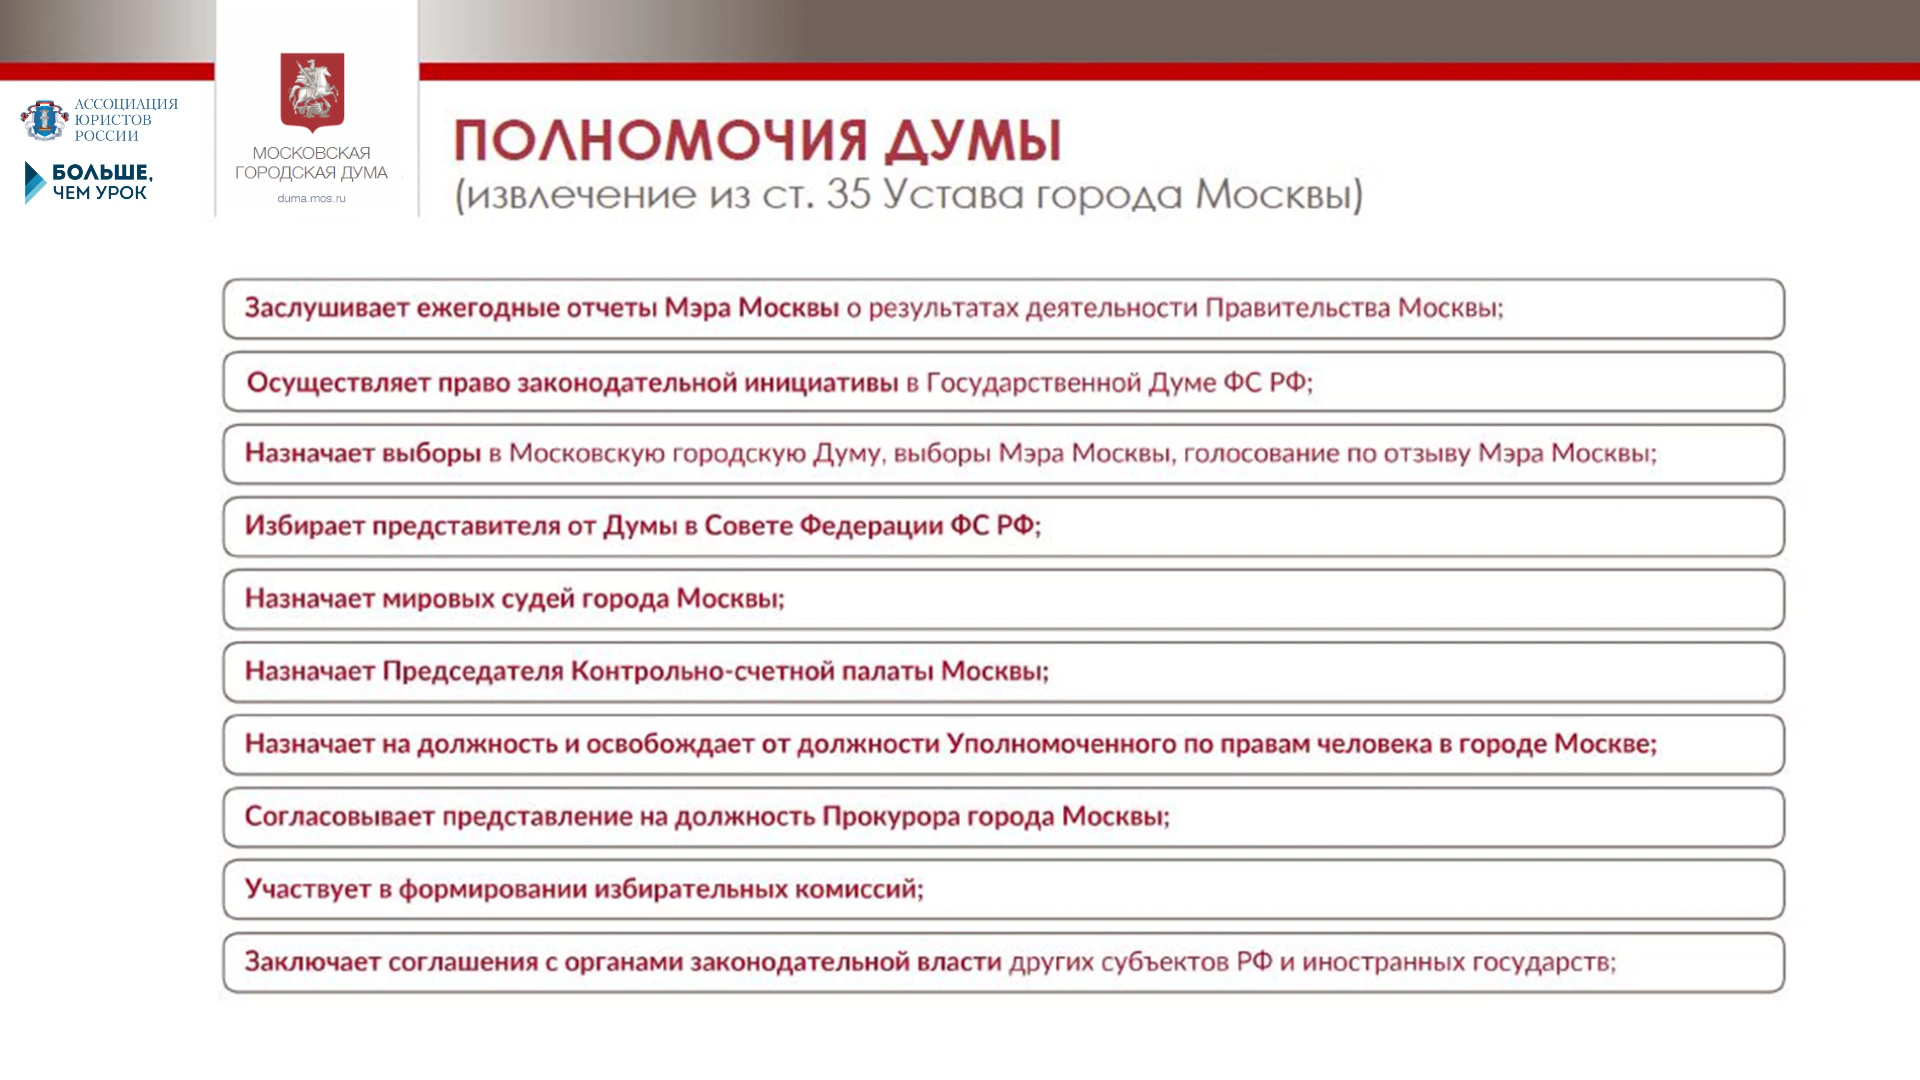 АССОЦИАЦИЯ
ЮРИСТОВ
РОССИИ
БОЛЬШЕ,
ЧЕМ УРОК
МОСКОВСКАЯ
ГОРОДСКАЯ ДУМА
duma.mos.ru
ПОЛНОМОЧИЯ ДУМЫ
(извлечение из ст. 35 Устава города Москвы)
Заслушивает ежегодные отчеты Мэра Москвы о результатах деятельности Правительства Москвы;
Осуществляет право законодательной инициативы в Государственной Думе ФС РФ;
Назначает выборы в Московскую городскую Думу, выборы Мэра Москвы, голосование по отзыву Мэра Москвы;
Избирает представителя от Думы в Совете Федерации ФС РФ;
Назначает мировых судей города Москвы;
Назначает Председателя Контрольно-счетной палаты Москвы;
Назначает на должность и освобождает от должности Уполномоченного по правам человека в городе Москве;
Согласовывает представление на должность Прокурора города Москвы;
Участвует в формировании избирательных комиссий;
Заключает соглашения с органами законодательной власти других субъектов РФ и иностранных государств;